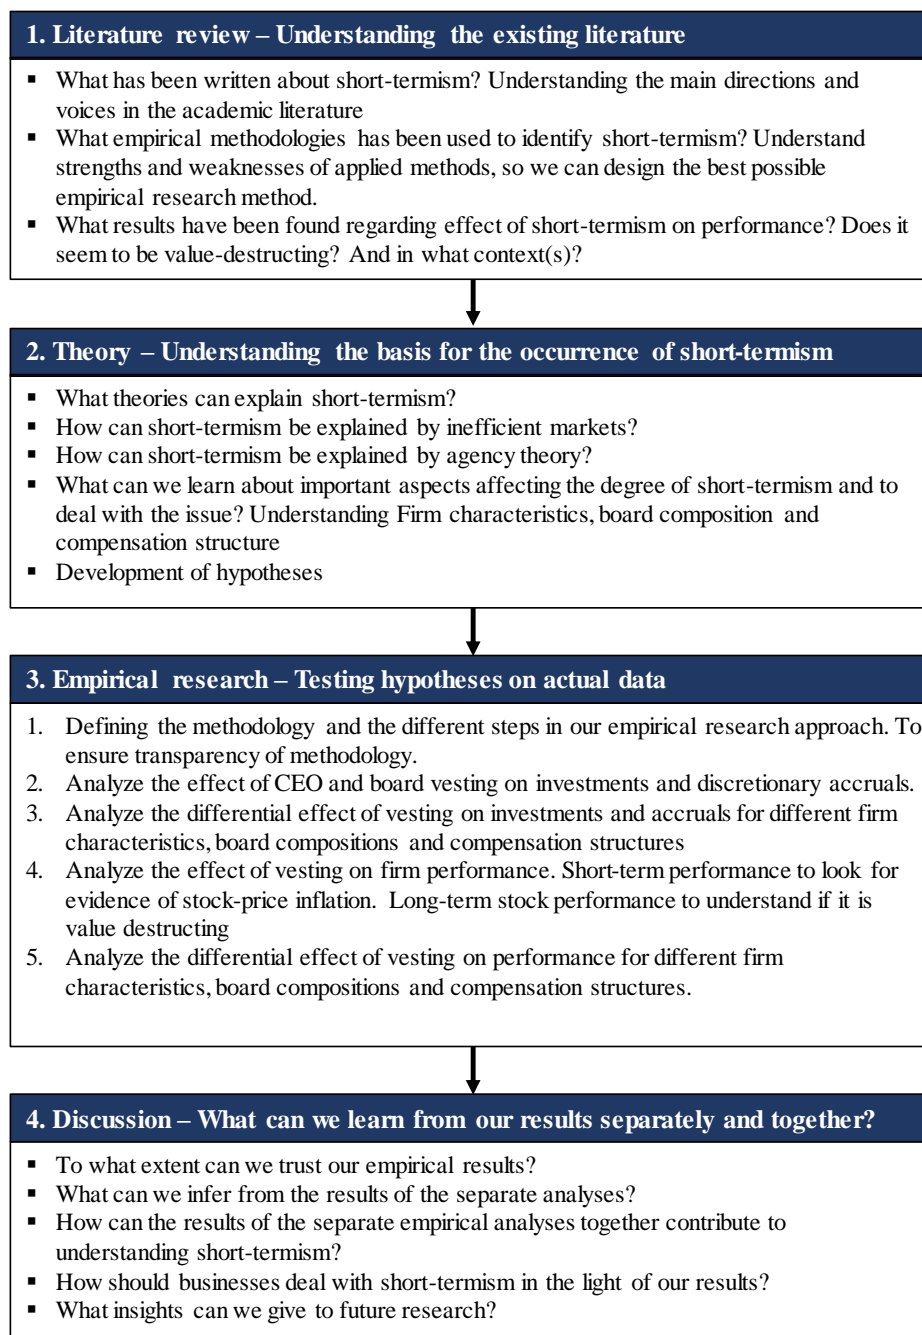 1. Literature review – Understanding the existing literature
▪ What has been written about short-termism? Understanding the main directions and
voices in the academic literature
▪ What empirical methodologies has been used to identify short-termism? Understand
strengths and weaknesses of applied methods, so we can design the best possible
empirical research method.
▪ What results have been found regarding effect of short-termism on performance? Does it
seem to be value-destructing? And in what context(s)?
2. Theory – Understanding the basis for the occurrence of short-termism
▪ What theories can explain short-termism?
▪ How can short-termism be explained by inefficient markets?
▪ How can short-termism be explained by agency theory?
▪ What can we learn about important aspects affecting the degree of short-termism and to
deal with the issue? Understanding Firm characteristics, board composition and
compensation structure
▪ Development of hypotheses
3. Empirical research – Testing hypotheses on actual data
1. Defining the methodology and the different steps in our empirical research approach. To
ensure transparency of methodology.
2. Analyze the effect of CEO and board vesting on investments and discretionary accruals.
3. Analyze the differential effect of vesting on investments and accruals for different firm
characteristics, board compositions and compensation structures
4. Analyze the effect of vesting on firm performance. Short-term performance to look for
evidence of stock-price inflation. Long-term stock performance to understand if it is
value destructing
5. Analyze the differential effect of vesting on performance for different firm
characteristics, board compositions and compensation structures.
4. Discussion – What can we learn from our results separately and together?
▪ To what extent can we trust our empirical results?
▪ What can we infer from the results of the separate analyses?
▪ How can the results of the separate empirical analyses together contribute to
understanding short-termism?
▪ How should businesses deal with short-termism in the light of our results?
▪ What insights can we give to future research?